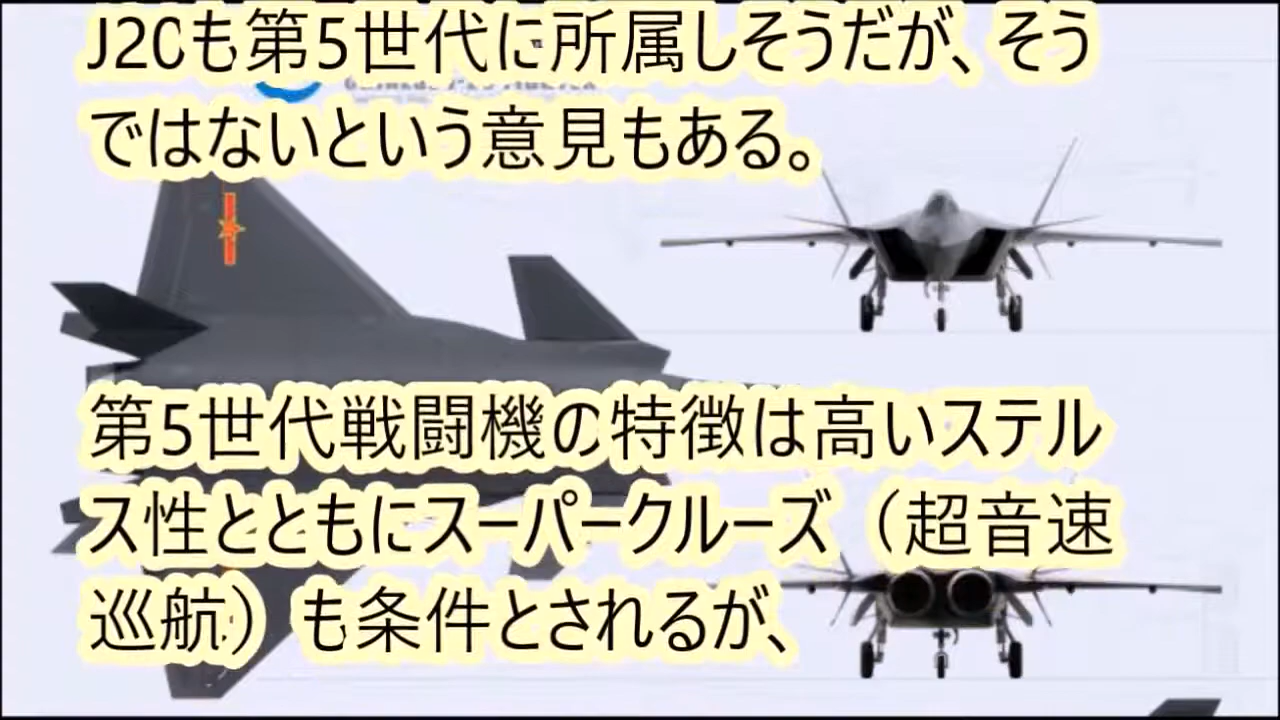 J20も第5世代に所属しそうだが、そう
ではないという意見もある。
第5世代戦闘機の特徴は高いステル
ス性とともにスーパークルーズ（超音速
巡航）も条件とされるが、